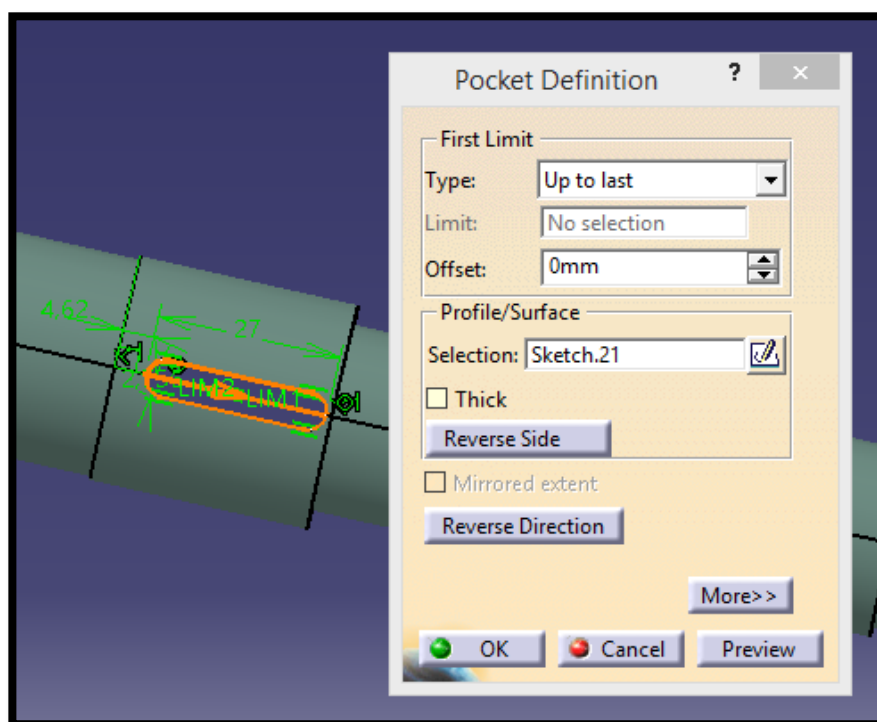 Pocket Definition
?
×
First Limit
Type: Up to last
Limit: No selection
Offset: 0mm
Profile/Surface
Selection: Sketch.21
Thick
Reverse Side
Mirrored extent
Reverse Direction
More>>
OK Cancel Preview
4,62
27
LIM2 LIM1